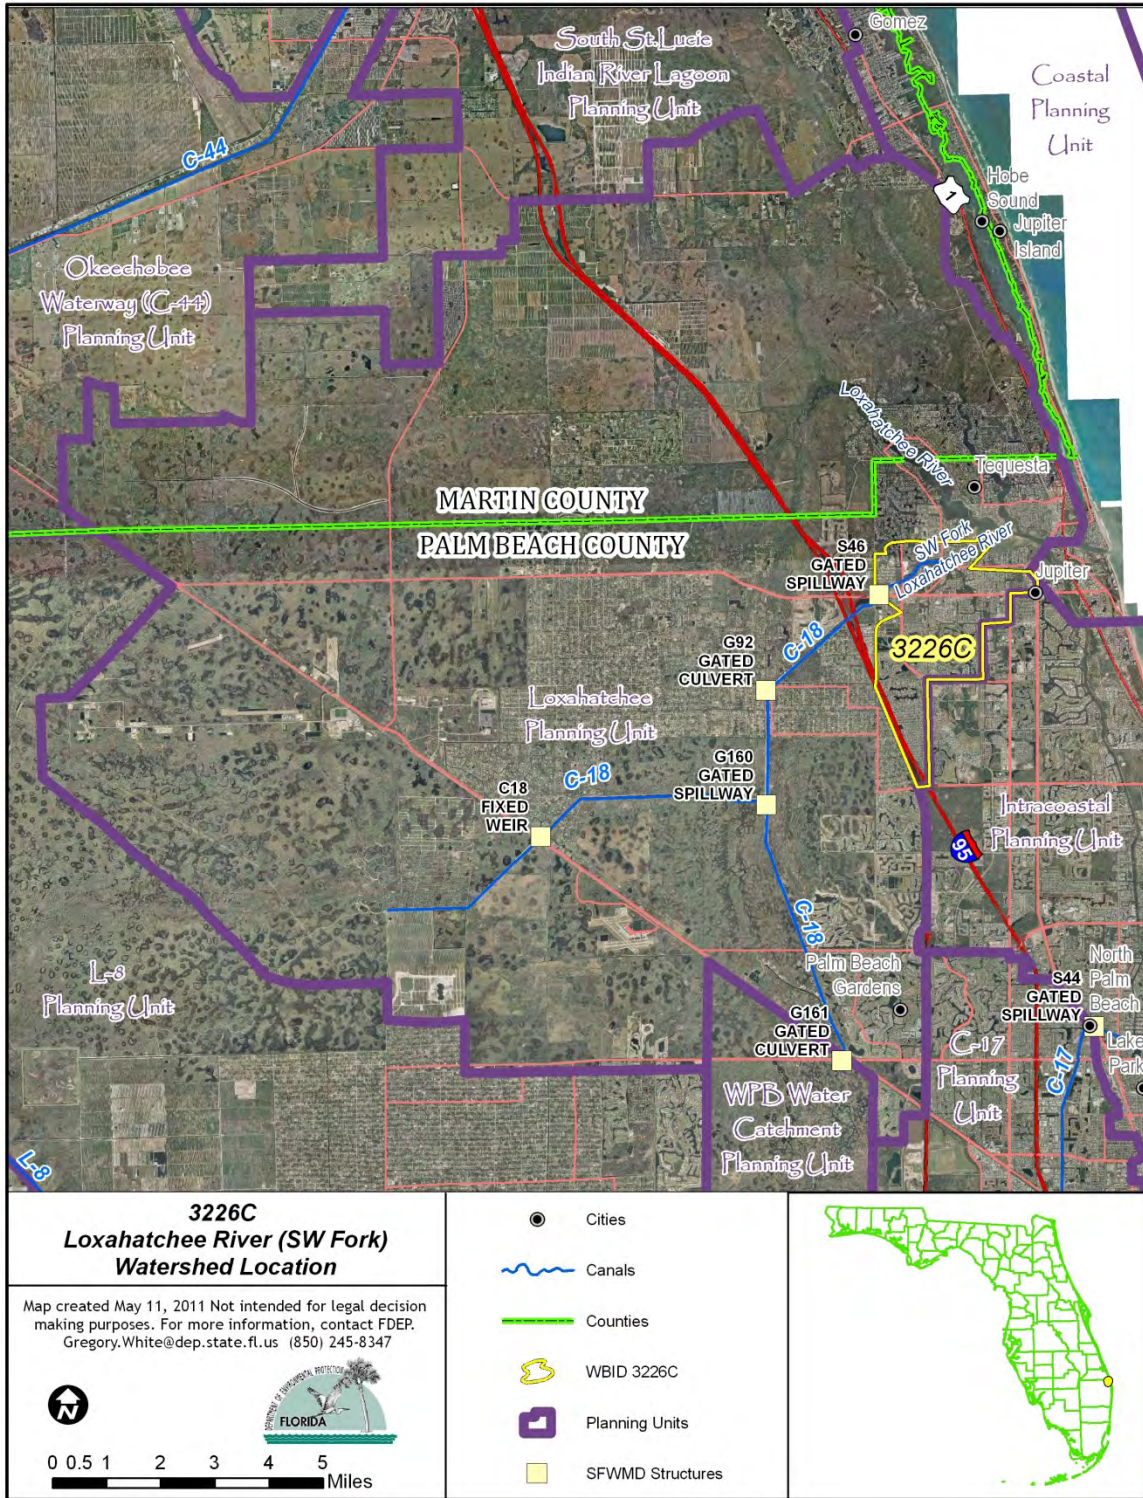 Gomez
South St.Lucie
Indian River Lagoon
Planning Unit
Coastal
Planning
Unit
C-44
Hobe
Sound
1
Jupiter
Island
Okeechobee
Waterway (C-44)
Planning Unit
Loxahatchee River
Tequesta
MARTIN COUNTY
PALM BEACH COUNTY
S46
GATED
SPILLWAY
SW Fork
Loxahatchee River
Jupiter
C-18
3226C
G92
GATED
CULVERT
Loxahatchee
Planning Unit
C-18
G160
GATED
SPILLWAY
C18
FIXED
WEIR
Intracoastal
Planning Unit
95
C-18
Palm Beach
Gardens
North
Palm
Beach
S44
GATED
SPILLWAY
L-8
Planning Unit
G161
GATED
CULVERT
C-17
Planning
Unit
C-17
Lake
Park
WPB Water
Catchment
Planning Unit
L-8
3226C
Loxahatchee River (SW Fork)
Watershed Location
Map created May 11, 2011 Not intended for legal decision
making purposes. For more information, contact FDEP.
Gregory.White@dep.state.fl.us (850) 245-8347
N
DEPARTMENT OF ENVIRONMENTAL PROTECTION
FLORIDA
0 0.5 1 2 3 4 5
Miles
Cities
Canals
Counties
WBID 3226C
Planning Units
SFWMD Structures